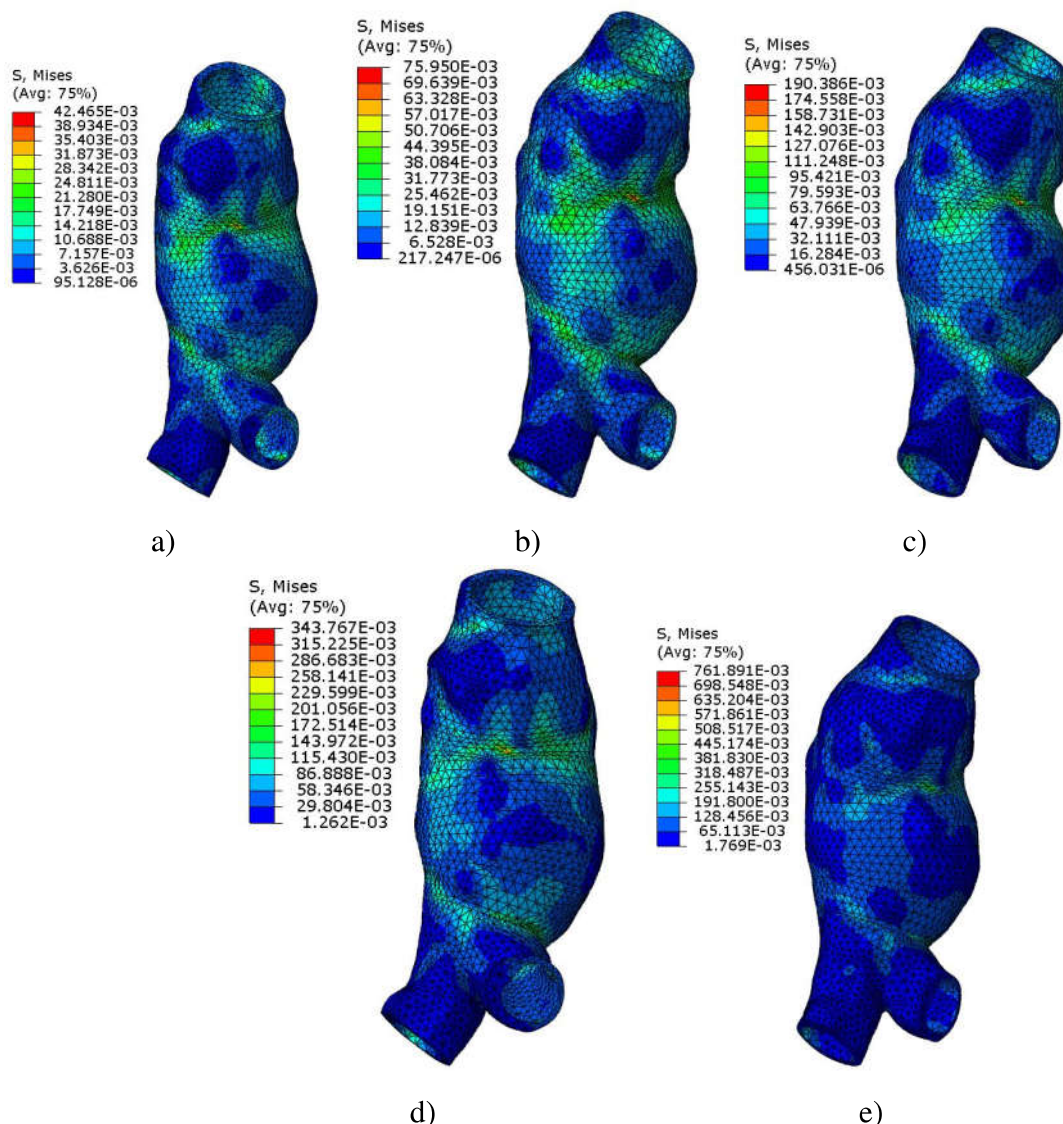 S, Mises
(Avg: 75%)
42.465E-03
38.934E-03
35.403E-03
31.873E-03
28.342E-03
24.811E-03
21.280E-03
17.749E-03
14.218E-03
10.688E-03
7.157E-03
3.626E-03
95.128E-06
a)
S, Mises
(Avg: 75%)
75.950E-03
69.639E-03
63.328E-03
57.017E-03
50.706E-03
44.395E-03
38.084E-03
31.773E-03
25.462E-03
19.151E-03
12.839E-03
6.528E-03
217.247E-06
b)
S, Mises
(Avg: 75%)
190.386E-03
174.558E-03
158.731E-03
142.903E-03
127.076E-03
111.248E-03
95.421E-03
79.593E-03
63.766E-03
47.939E-03
32.111E-03
16.284E-03
456.031E-06
c)
S, Mises
(Avg: 75%)
343.767E-03
315.225E-03
286.683E-03
258.141E-03
229.599E-03
201.056E-03
172.514E-03
143.972E-03
115.430E-03
86.888E-03
58.346E-03
29.804E-03
1.262E-03
d)
S, Mises
(Avg: 75%)
761.891E-03
698.548E-03
635.204E-03
571.861E-03
508.517E-03
445.174E-03
381.830E-03
318.487E-03
255.143E-03
191.800E-03
128.456E-03
65.113E-03
1.769E-03
e)